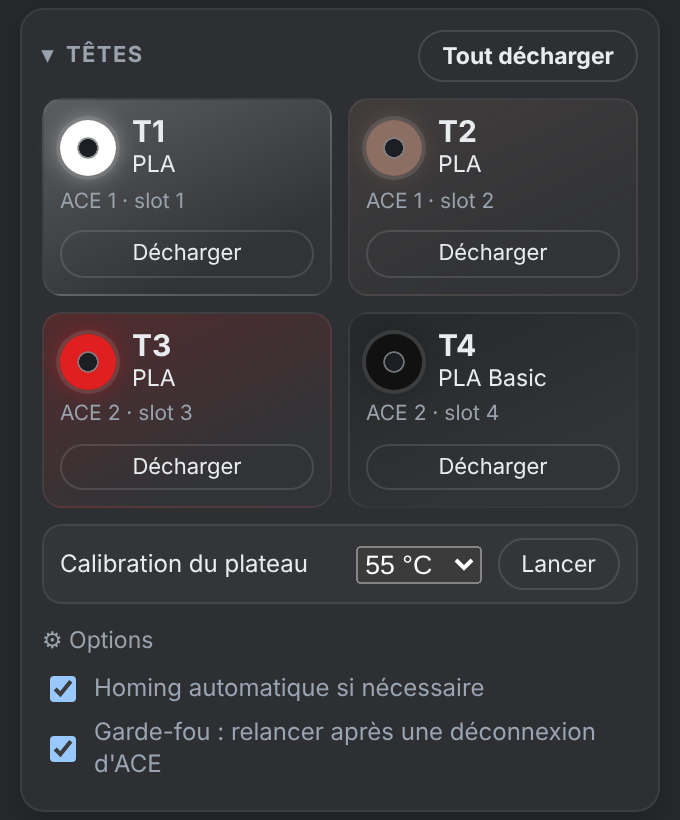 ▼ TÊTES
Tout décharger
T1
PLA
ACE 1 · slot 1
Décharger
T2
PLA
ACE 1 · slot 2
Décharger
T3
PLA
ACE 2 · slot 3
Décharger
T4
PLA Basic
ACE 2 · slot 4
Décharger
Calibration du plateau
55 °C
Lancer
⚙ Options
Homing automatique si nécessaire
Garde-fou : relancer après une déconnexion
d'ACE